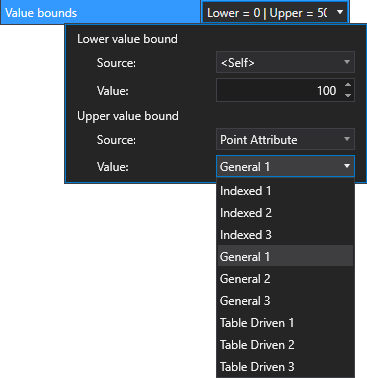 Value bounds Lower = 0 | Upper = 50
Lower value bound
Source: <Self>
Value: 100
Upper value bound
Source: Point Attribute
Value: General 1
Indexed 1
Indexed 2
Indexed 3
General 1
General 2
General 3
Table Driven 1
Table Driven 2
Table Driven 3